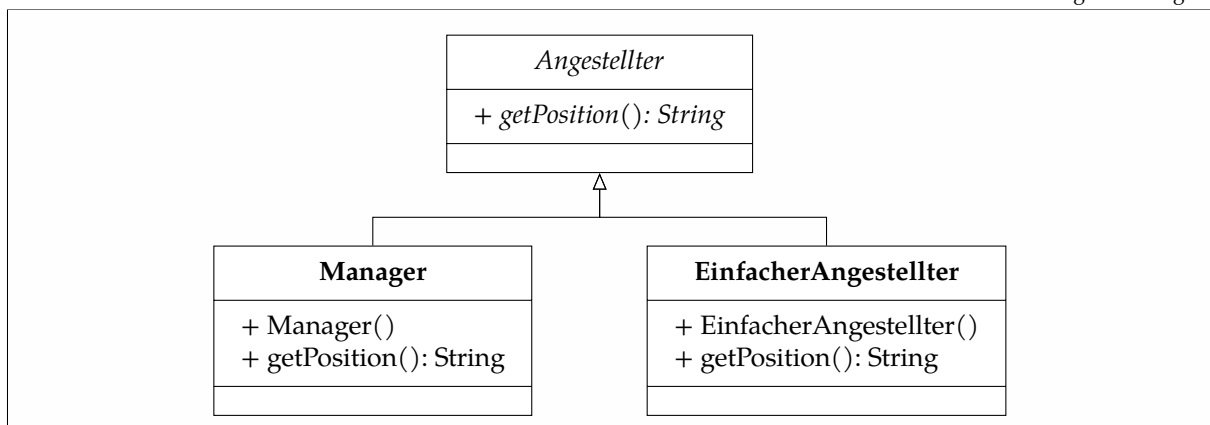 Angestellter
+ getPosition(): String
Manager
+ Manager()
+ getPosition(): String
EinfacherAngestellter
+ EinfacherAngestellter()
+ getPosition(): String